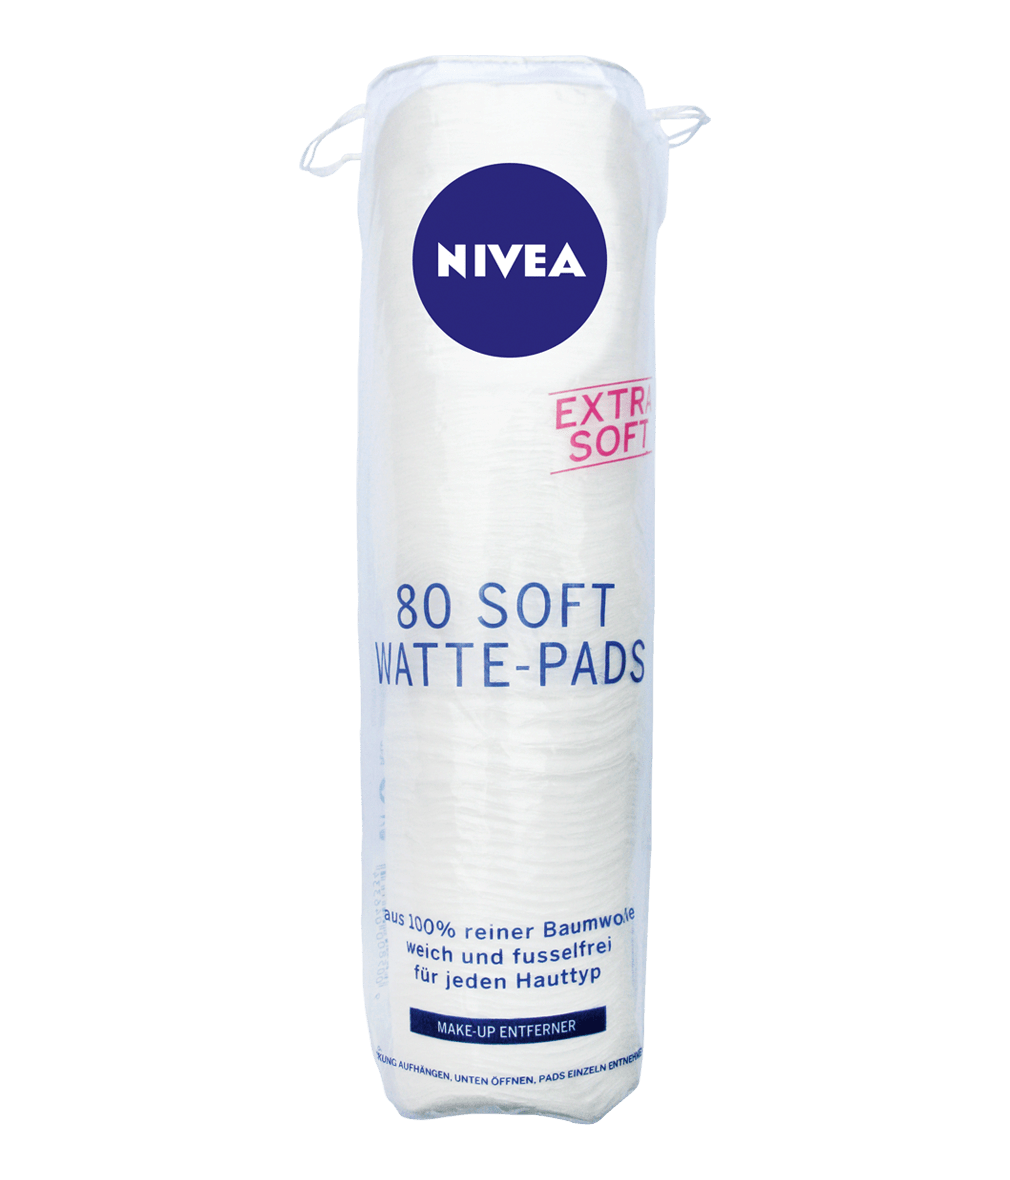 NIVEA
EXTRA
SOFT
80 SOFT
WATTE-PADS
aus 100% reiner Baumwolle
weich und fusselfrei
für jeden Hauttyp
MAKE-UP ENTFERNER
AUFHÄNGEN, UNTEN ÖFFNEN, PADS EINZELN